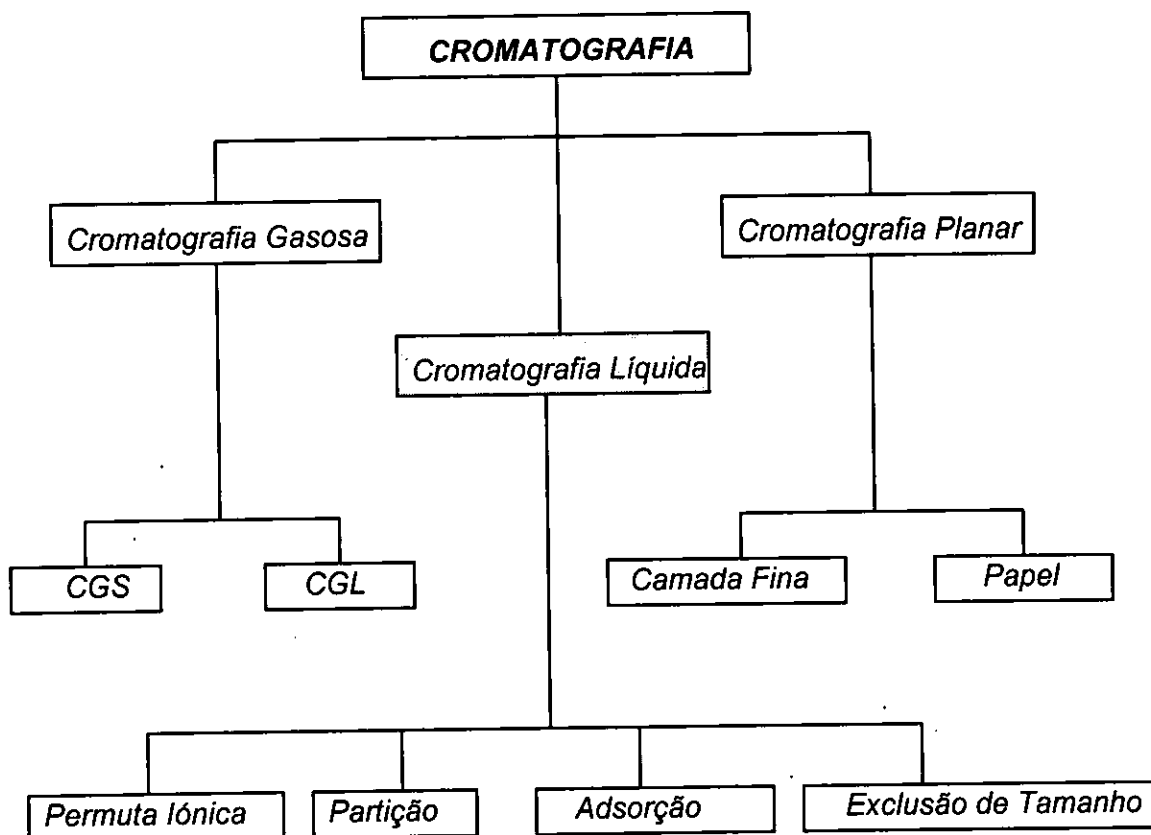 CROMATOGRAFIA
Cromatografia Gasosa
Cromatografia Planar
Cromatografia Líquida
CGS
CGL
Camada Fina
Papel
Permuta Iónica
Partição
Adsorção
Exclusão de Tamanho